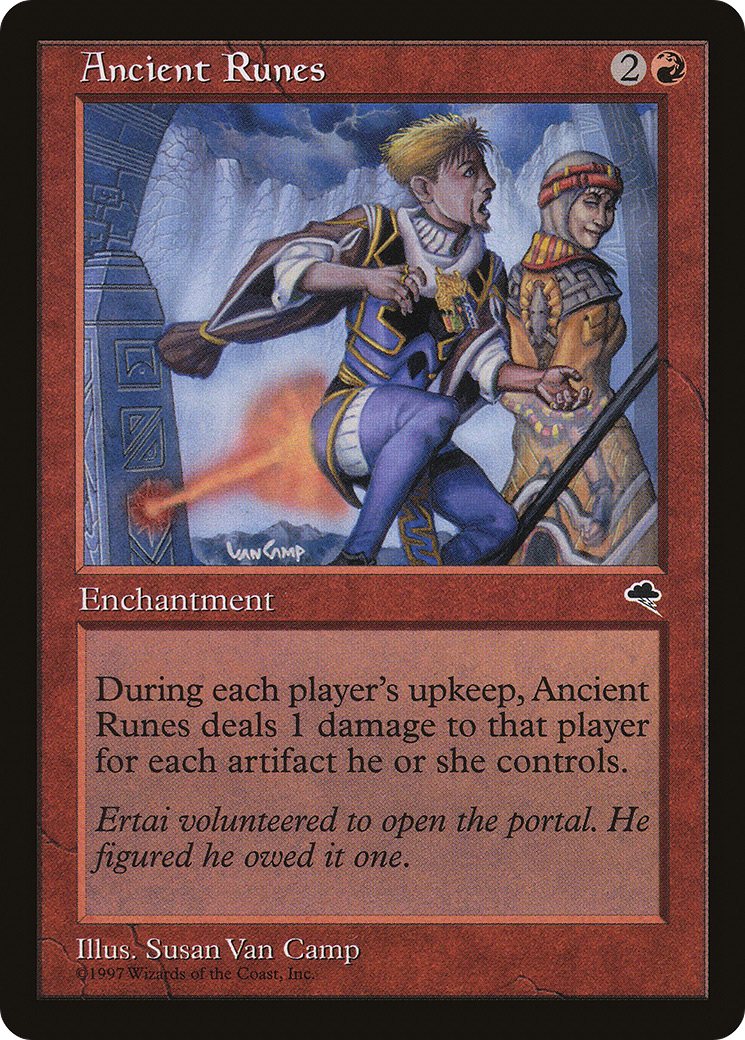 Ancient Runes
2
VAN CAMP
Enchantment
During each player's upkeep, Ancient
Runes deals 1 damage to that player
for each artifact he or she controls.
Ertai volunteered to open the portal. He
figured he owed it one.
Illus. Susan Van Camp
©1997 Wizards of the Coast, Inc.